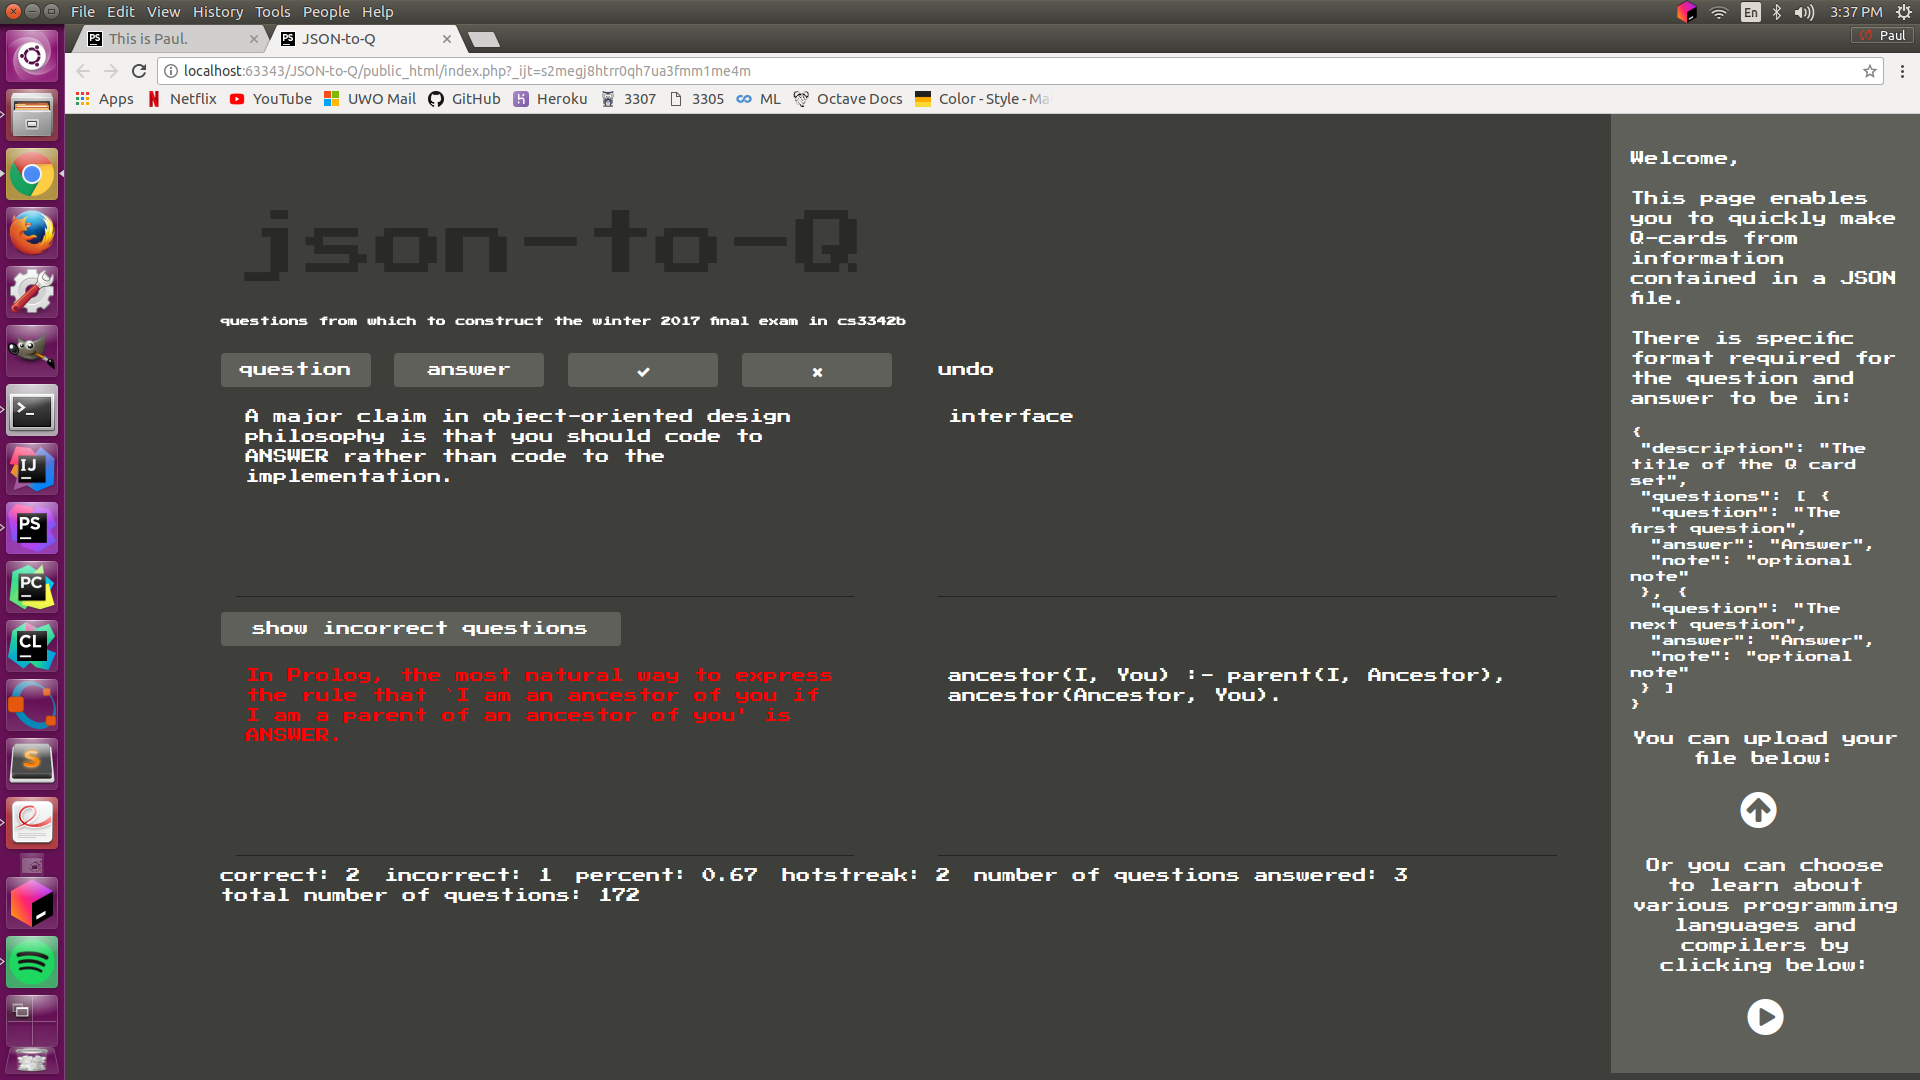 File Edit View History Tools People Help
En
3:37 PM
PS This is Paul.
PS JSON-to-Q
Paul
localhost:63343/JSON-to-Q/public_html/index.php?_ijt=s2megj8htrr0qh7ua3fmm1me4m
Apps Netflix YouTube UWO Mail GitHub Heroku 3307 3305 ML Octave Docs Color - Style - Ma
json-to-Q
questions from which to construct the winter 2017 final exam in cs3342b
question answer undo
A major claim in object-oriented design
philosophy is that you should code to
ANSWER rather than code to the
implementation.
interface
show incorrect questions
In Prolog, the most natural way to express
the rule that `I am an ancestor of you if
I am a parent of an ancestor of you' is
ANSWER.
ancestor(I, You) :- parent(I, Ancestor),
ancestor(Ancestor, You).
correct: 2 incorrect: 1 percent: 0.67 hotstreak: 2 number of questions answered: 3
total number of questions: 172
Welcome,
This page enables
you to quickly make
Q-cards from
information
contained in a JSON
file.
There is specific
format required for
the question and
answer to be in:
{
"description": "The
title of the Q card
set",
"questions": [ {
"question": "The
first question",
"answer": "Answer",
"note": "optional
note"
}, {
"question": "The
next question",
"answer": "Answer",
"note": "optional
note"
} ]
}
You can upload your
file below:
Or you can choose
to learn about
various programming
languages and
compilers by
clicking below:
IJ
PS
PC
CL
S